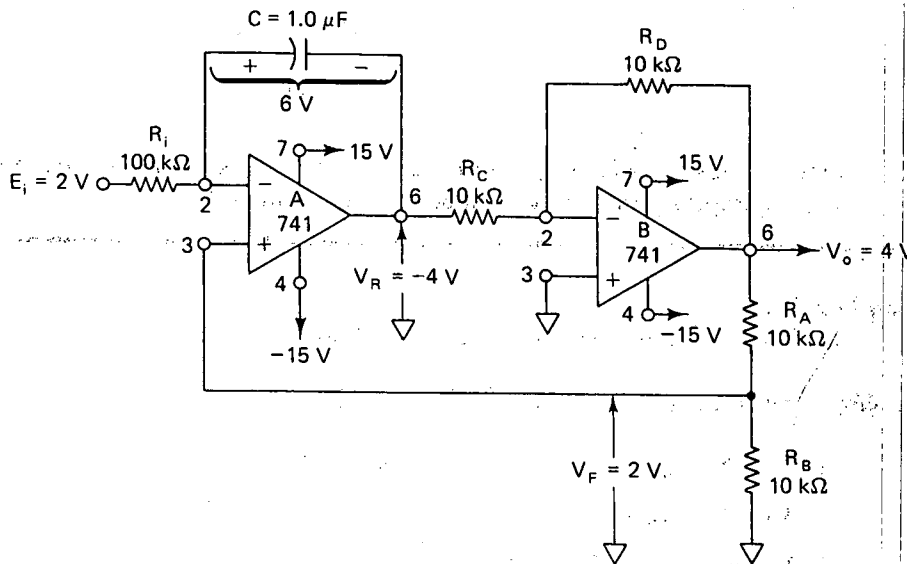 C = 1.0 μF
+ −
6 V
R_D
10 kΩ
R_i
100 kΩ
E_i = 2 V
7
15 V
2
−
A
741
6
3
+
4
−15 V
V_R = −4 V
R_C
10 kΩ
2
−
7
15 V
B
741
6
V_o = 4 V
3
+
4
−15 V
R_A
10 kΩ
V_F = 2 V
R_B
10 kΩ